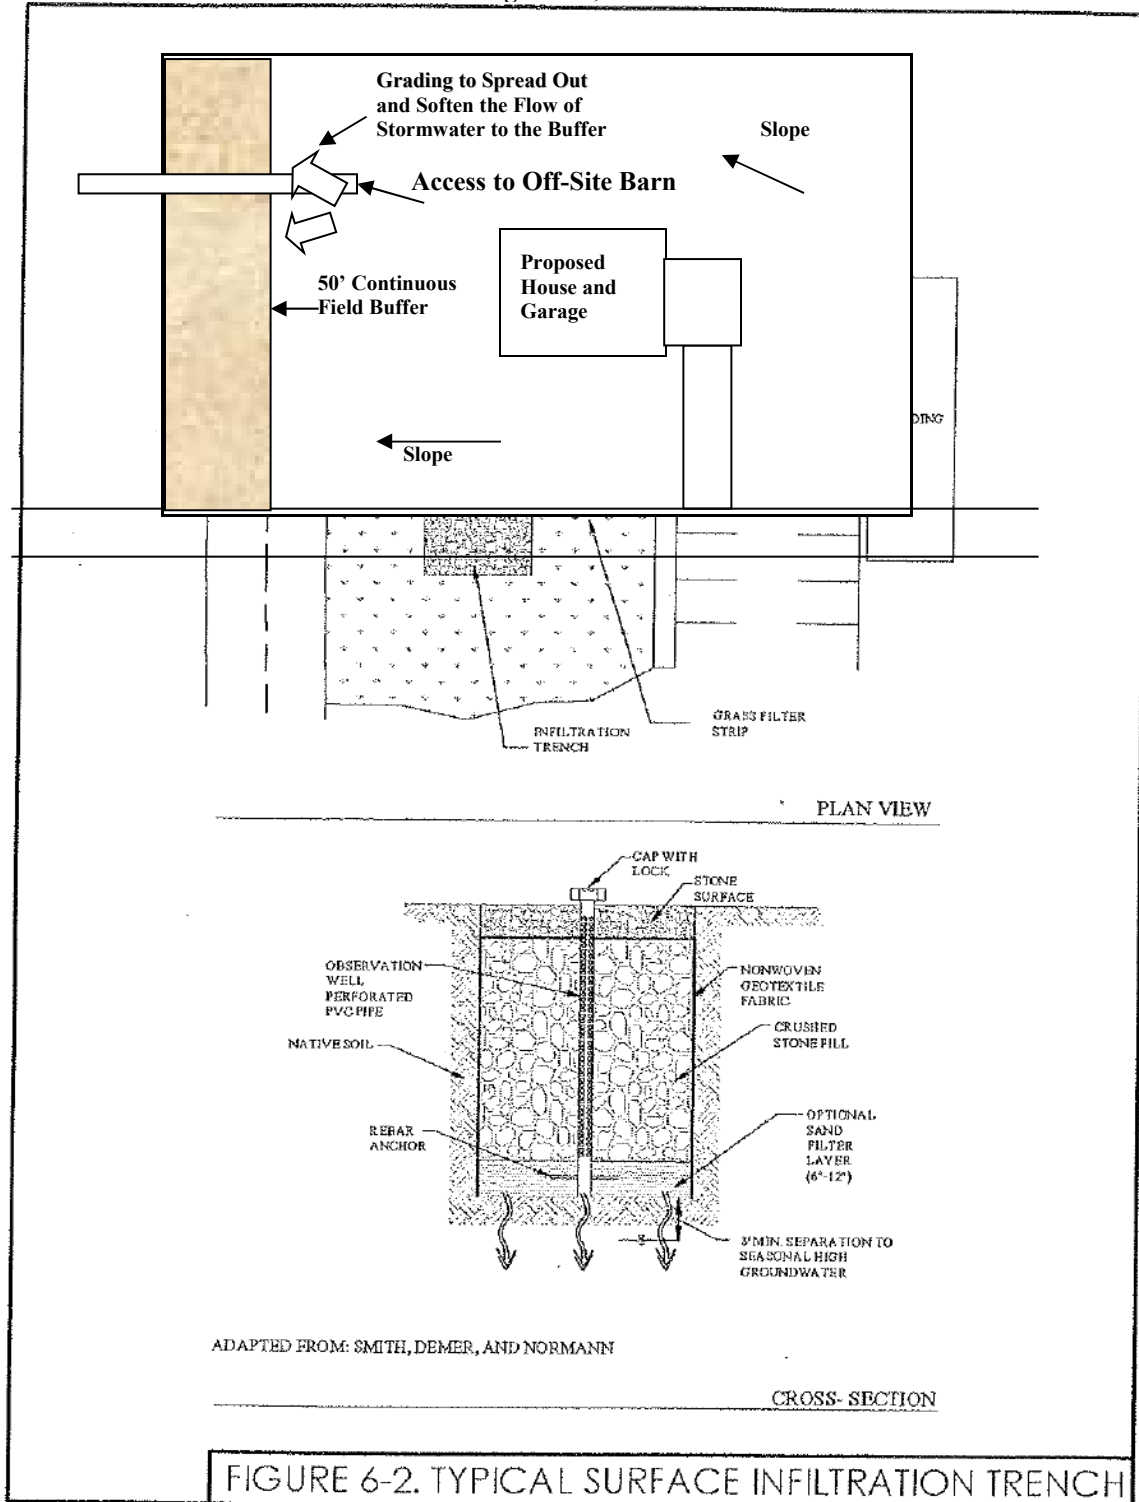 Grading to Spread Out
and Soften the Flow of
Stormwater to the Buffer
Slope
Access to Off-Site Barn
Proposed
House and
Garage
50' Continuous
Field Buffer
DING
Slope
GRASS FILTER
STRIP
INFILTRATION
TRENCH
PLAN VIEW
CAP WITH
LOCK
STONE
SURFACE
OBSERVATION
WELL
PERFORATED
PVC PIPE
NONWOVEN
GEOTEXTILE
FABRIC
CRUSHED
STONE FILL
NATIVE SOIL
OPTIONAL
SAND
FILTER
LAYER
(6"-12")
REBAR
ANCHOR
3' MIN. SEPARATION TO
SEASONAL HIGH
GROUNDWATER
ADAPTED FROM: SMITH, DEMER, AND NORMANN
CROSS- SECTION
FIGURE 6-2. TYPICAL SURFACE INFILTRATION TRENCH